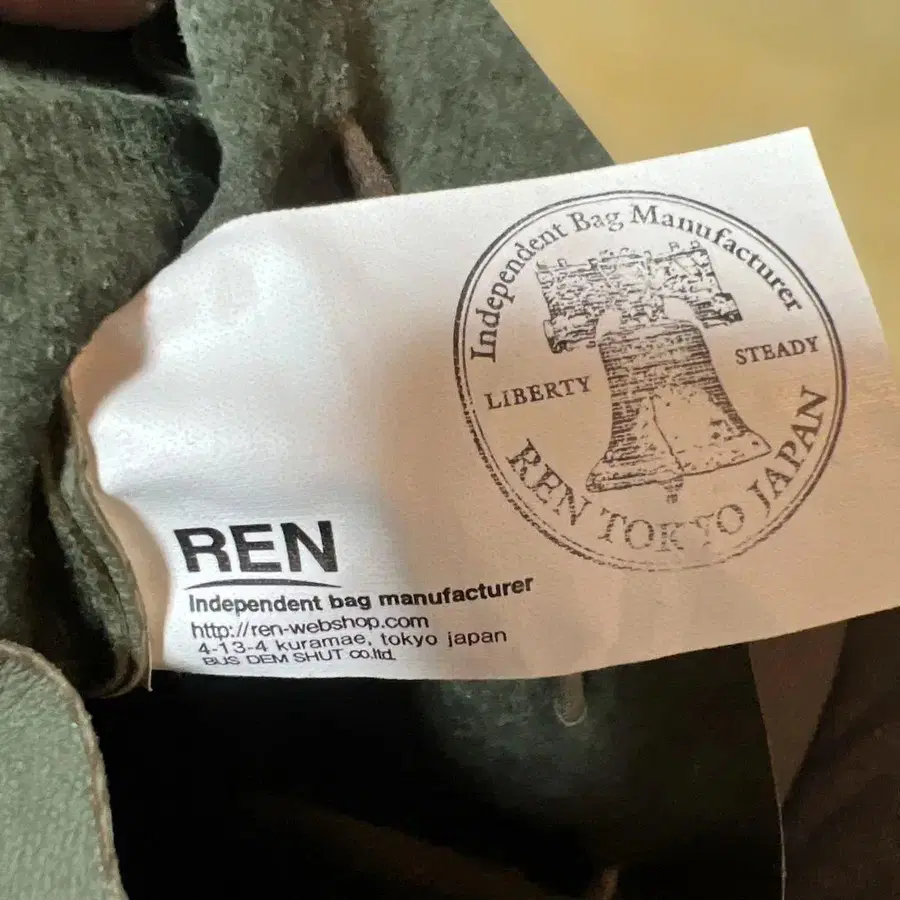 Independent Bag Manufacturer
LIBERTY
STEADY
REN TOKYO JAPAN
REN
Independent bag manufacturer
http://ren-webshop.com
4-13-4 kuramae, tokyo japan
BUS DEM SHUT co.ltd.